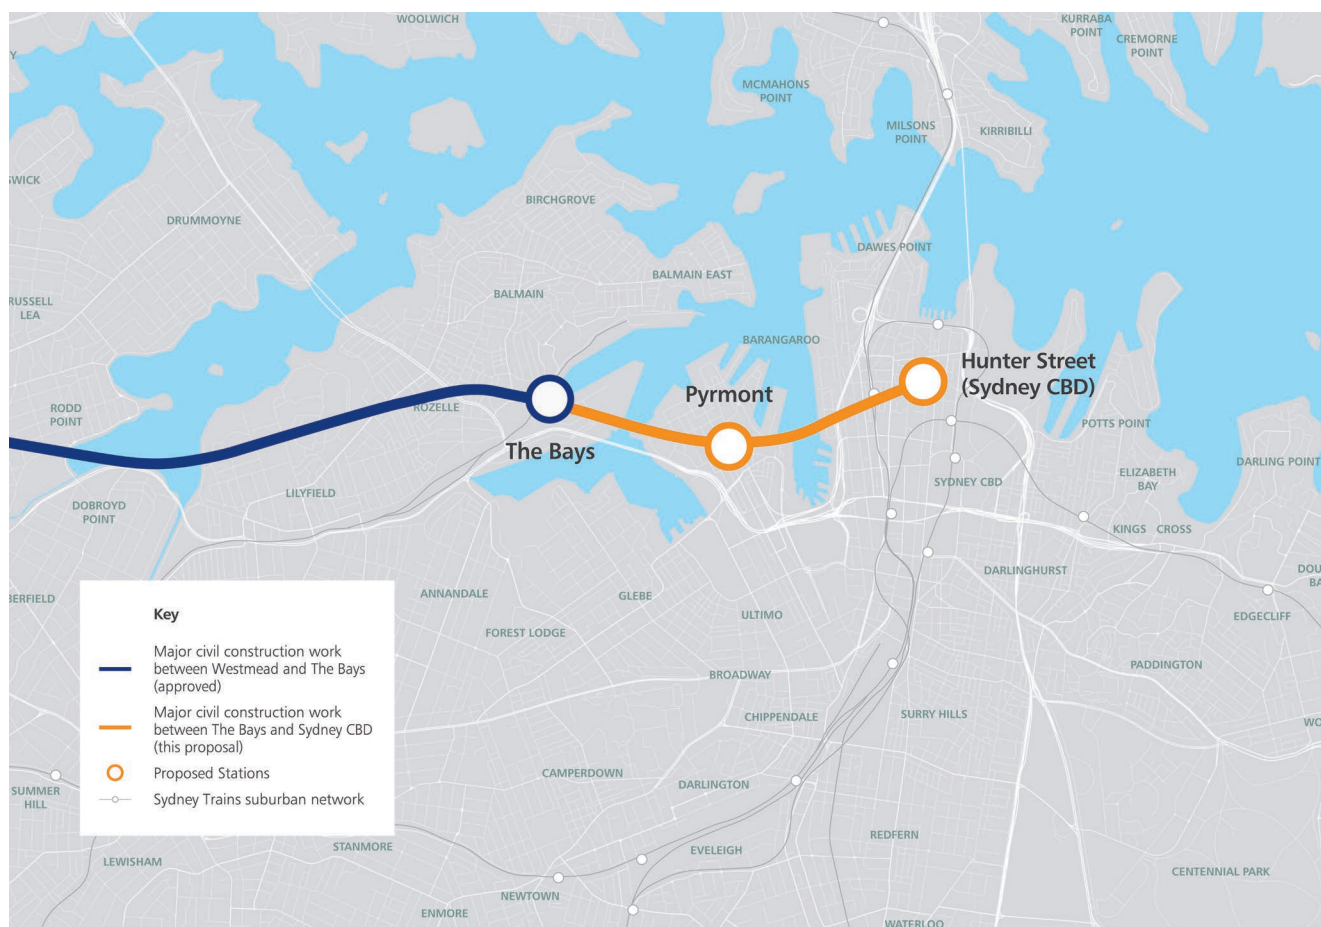 WOOLWICH
KURRABA
POINT
CREMORNE
POINT
Y
MCMAHONS
POINT
MILSONS
POINT
KIRRIBILLI
SWICK
DRUMMOYNE
BIRCHGROVE
DAWES POINT
BALMAIN EAST
BALMAIN
RUSSELL
LEA
BARANGAROO
Hunter Street
(Sydney CBD)
Pyrmont
RODD
POINT
ROZELLE
The Bays
POTTS POINT
DARLING POINT
ELIZABETH
BAY
SYDNEY CBD
LILYFIELD
DOBROYD
POINT
KINGS CROSS
DARLINGHURST
DOU
BA
BERFIELD
ANNANDALE
GLEBE
ULTIMO
EDGECLIFF
FOREST LODGE
PADDINGTON
BROADWAY
CHIPPENDALE
SURRY HILLS
WO
Key
Major civil construction work
between Westmead and The Bays
(approved)
Major civil construction work
between The Bays and Sydney CBD
(this proposal)
Proposed Stations
Sydney Trains suburban network
CAMPERDOWN
DARLINGTON
SUMMER
HILL
REDFERN
STANMORE
EVELEIGH
LEWISHAM
CENTENNIAL PARK
NEWTOWN
ENMORE
WATERLOO